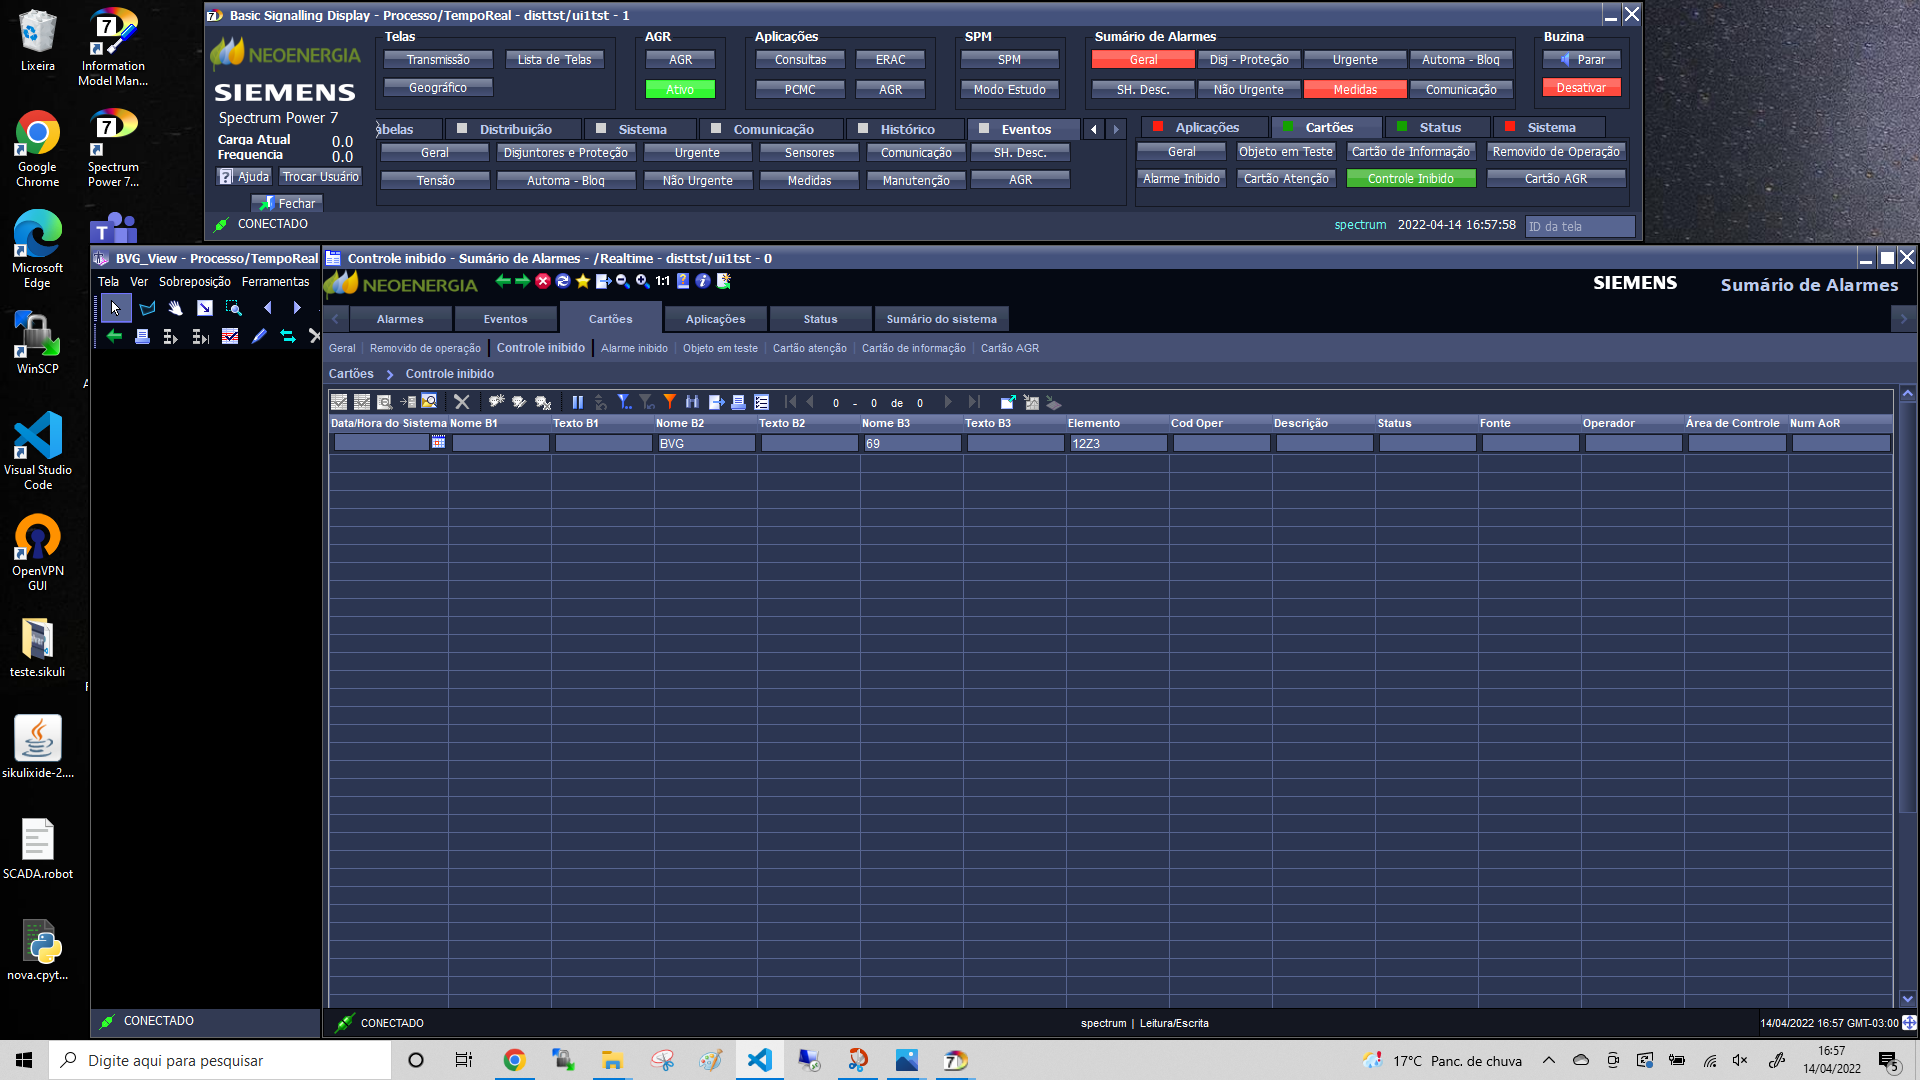 Lixeira
Information
Model Man...
Google
Chrome
Spectrum
Power 7...
Microsoft
Edge
WinSCP
Visual Studio
Code
OpenVPN
GUI
teste.sikuli
sikulixide-2....
SCADA.robot
nova.cpyt...
Basic Signalling Display - Processo/TempoReal - disttst/ui1tst - 1
NEOENERGIA
SIEMENS
Spectrum Power 7
Carga Atual 0.0
Frequencia 0.0
Ajuda Trocar Usuário
Fechar
CONECTADO
Telas
Transmissão Lista de Telas
Geográfico
AGR
AGR
Ativo
Aplicações
Consultas ERAC
PCMC AGR
SPM
SPM
Modo Estudo
Sumário de Alarmes
Geral Disj - Proteção Urgente Automa - Bloq
SH. Desc. Não Urgente Medidas Comunicação
Buzina
Parar
Desativar
abelas Distribuição Sistema Comunicação Histórico Eventos
Geral Disjuntores e Proteção Urgente Sensores Comunicação SH. Desc.
Tensão Automa - Bloq Não Urgente Medidas Manutenção AGR
Aplicações Cartões Status Sistema
Geral Objeto em Teste Cartão de Informação Removido de Operação
Alarme Inibido Cartão Atenção Controle Inibido Cartão AGR
spectrum 2022-04-14 16:57:58 ID da tela
BVG_View - Processo/TempoReal
Tela Ver Sobreposição Ferramentas
CONECTADO
Controle inibido - Sumário de Alarmes - /Realtime - disttst/ui1tst - 0
NEOENERGIA 1:1 SIEMENS Sumário de Alarmes
Alarmes Eventos Cartões Aplicações Status Sumário do sistema
Geral Removido de operação Controle inibido Alarme inibido Objeto em teste Cartão atenção Cartão de informação Cartão AGR
Cartões Controle inibido
0 - 0 de 0
Data/Hora do Sistema Nome B1 Texto B1 Nome B2 Texto B2 Nome B3 Texto B3 Elemento Cod Oper Descrição Status Fonte Operador Área de Controle Num AoR
BVG 69 12Z3
CONECTADO spectrum | Leitura/Escrita 14/04/2022 16:57 GMT-03:00
Digite aqui para pesquisar
17°C Panc. de chuva
16:57
14/04/2022
5